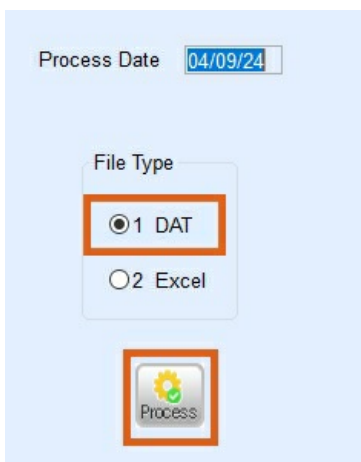 Process Date 04/09/24
File Type
1 DAT
2 Excel
Process